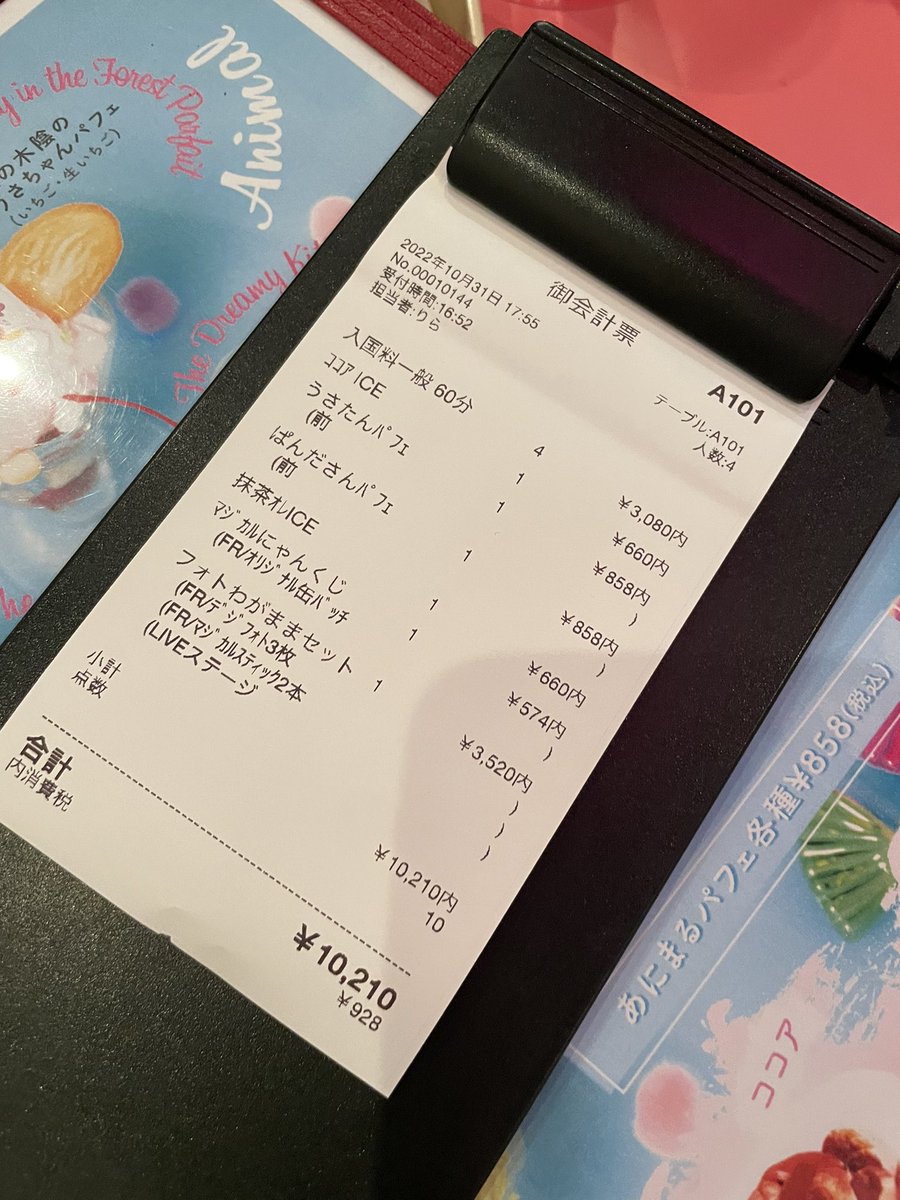 Animal
y in the Forest Parfait
の木陰の
うさちゃんパフェ
(いちご・生いちご)
The Dreamy Ki
御会計票
2022年10月31日 17:55
No.00010144
受付時間:16:52
担当者:りら
A101
テーブル:A101
人数:4
入国料一般 60分 4 ¥3,080内
ココアICE 1 ¥660内
うさたんパフェ 1 ¥858内
(前 )
ぱんださんパフェ 1 ¥858内
(前 )
抹茶オレICE 1 ¥660内
マジカルにゃんくじ 1 ¥574内
(FR/オリジナル缶バッチ )
フォトわがままセット 1 ¥3,520内
(FR/デジフォト3枚 )
(FR/マジカルスティック2本 )
(LIVEステージ )
小計 ¥10,210内
点数 10
合計 ¥10,210
内消費税 ¥928
あにまるパフェ各種¥858(税込)
ココア